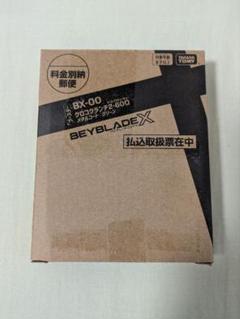 料金別納
郵便
TAKARA
TOMY
BX-00
クロコクランチ2-60Q
メタルコート:グリーン
BEYBLADE X
払込取扱票在中